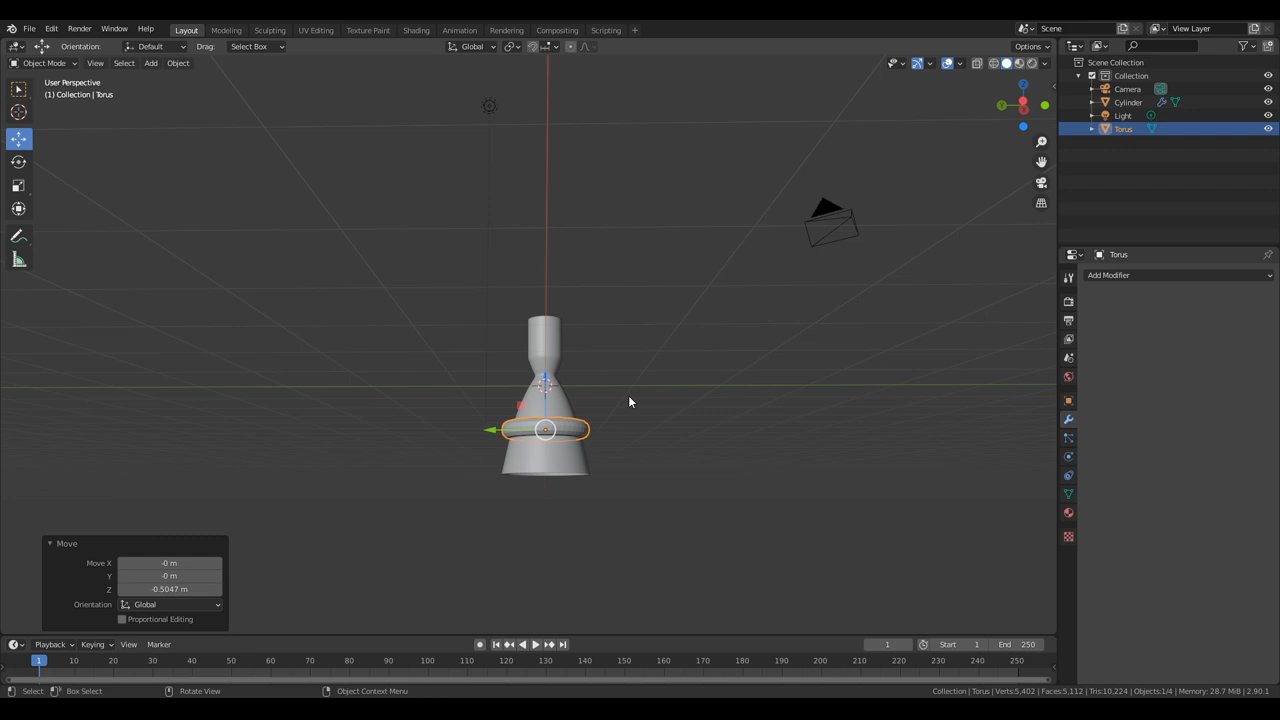 File Edit Render Window Help Layout Modeling Sculpting UV Editing Texture Paint Shading Animation Rendering Compositing Scripting + Scene View Layer
Orientation: Default Drag: Select Box Global Options
Object Mode View Select Add Object
User Perspective
(1) Collection | Torus
Scene Collection
Collection
Camera
Cylinder
Light
Torus
Z
Y
Torus
Add Modifier
Move
Move X -0 m
Y -0 m
Z -0.5047 m
Orientation Global
Proportional Editing
Playback Keying View Marker 1 Start 1 End 250
1 10 20 30 40 50 60 70 80 90 100 110 120 130 140 150 160 170 180 190 200 210 220 230 240 250
Select Box Select Rotate View Object Context Menu Collection | Torus | Verts:5,402 | Faces:5,112 | Tris:10,224 | Objects:1/4 | Memory: 28.7 MiB | 2.90.1